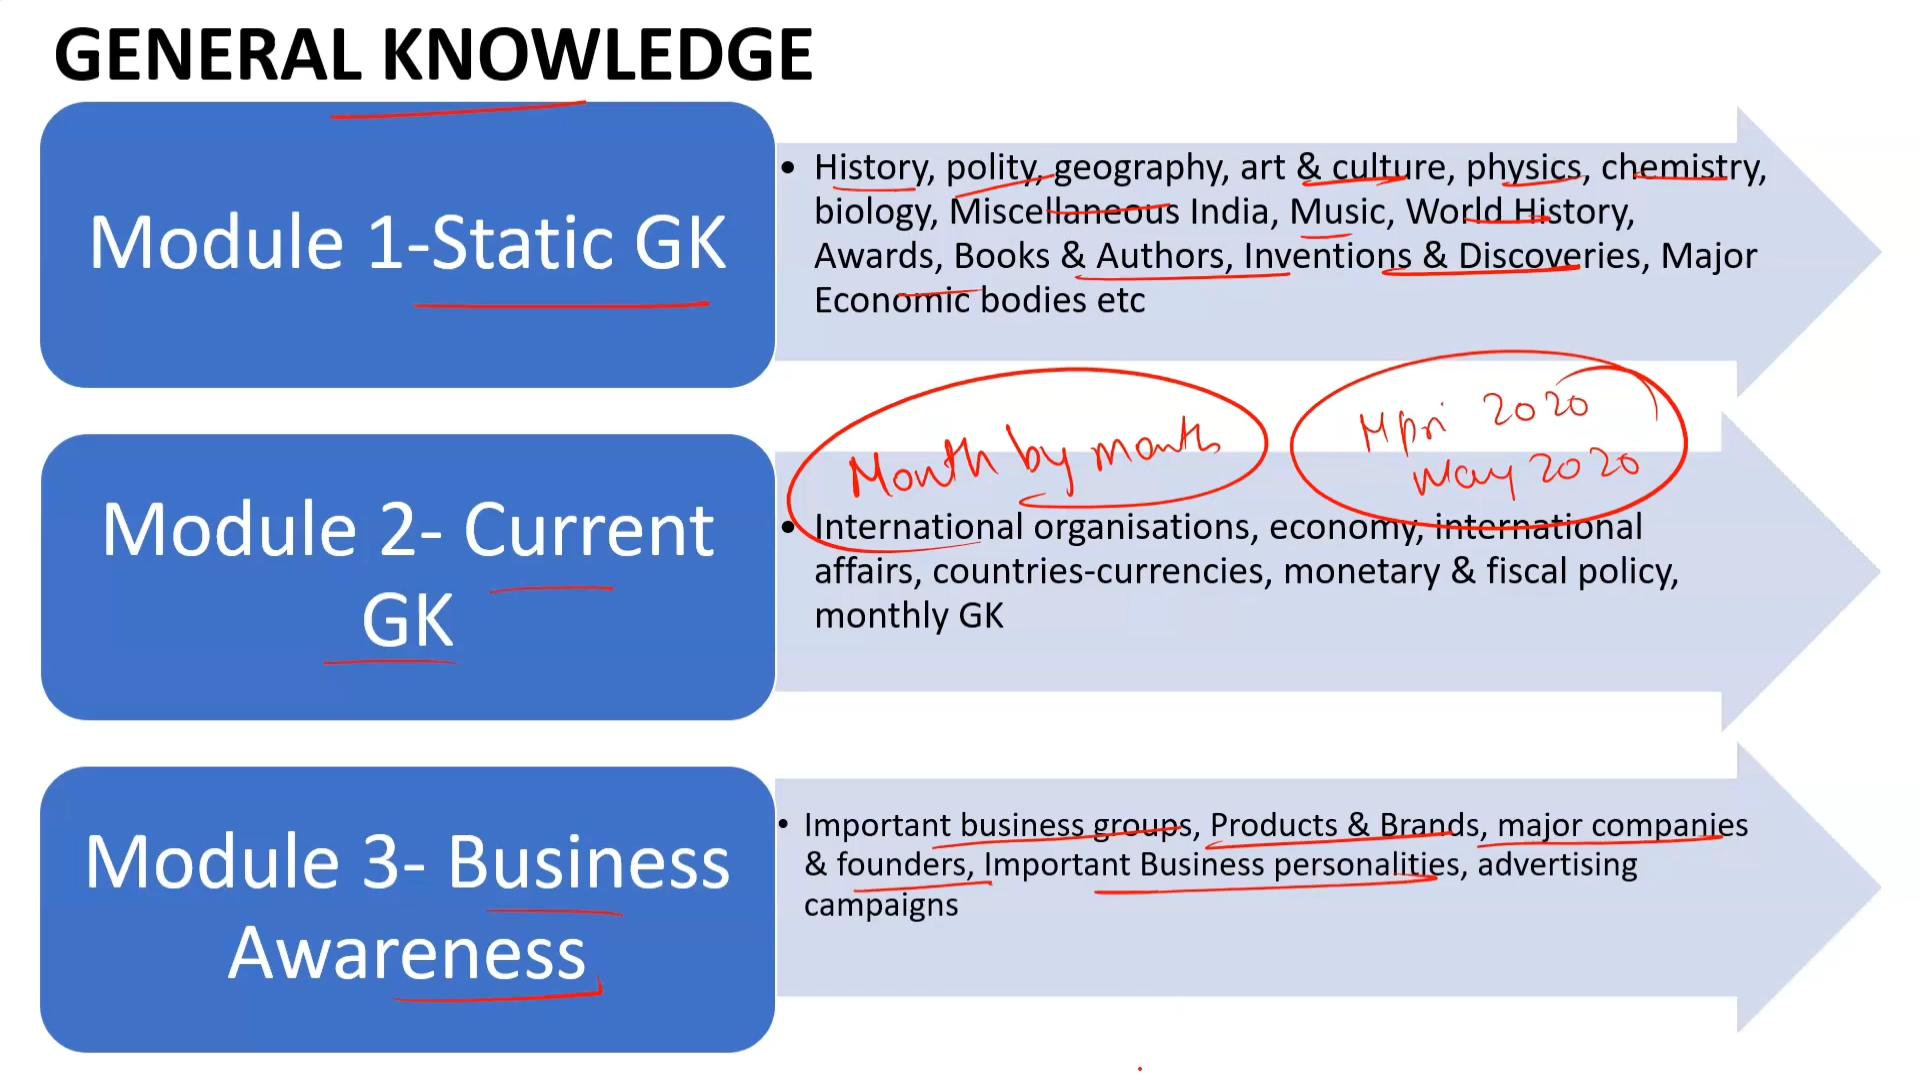 GENERAL KNOWLEDGE
Module 1-Static GK
• History, polity, geography, art & culture, physics, chemistry,
biology, Miscellaneous India, Music, World History,
Awards, Books & Authors, Inventions & Discoveries, Major
Economic bodies etc
Month by month
Apri 2020
May 2020
Module 2- Current
GK
• International organisations, economy, international
affairs, countries-currencies, monetary & fiscal policy,
monthly GK
Module 3- Business
Awareness
• Important business groups, Products & Brands, major companies
& founders, Important Business personalities, advertising
campaigns